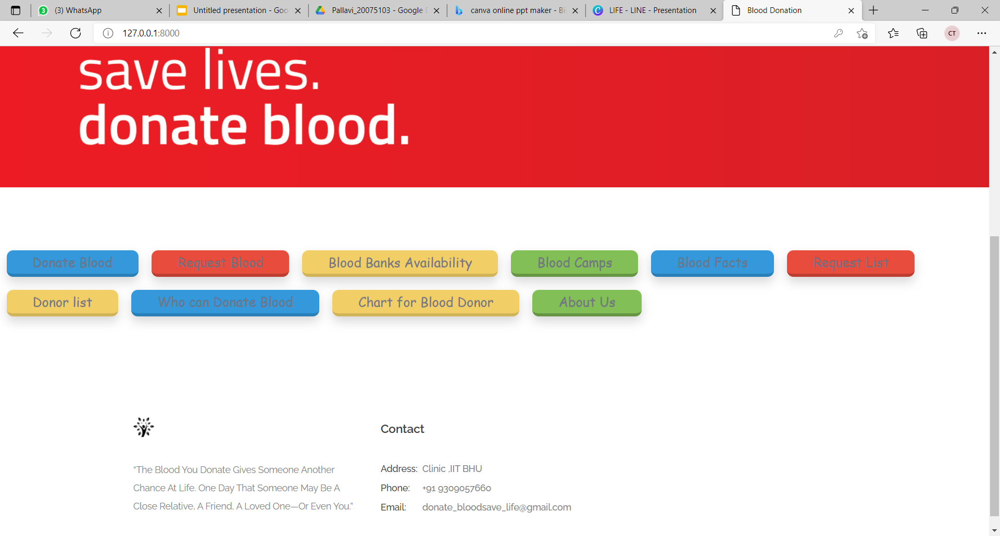 3 (3) WhatsApp Untitled presentation - Goo Pallavi_20075103 - Google D canva online ppt maker - Bi LIFE - LINE - Presentation Blood Donation
127.0.0.1:8000 CT
save lives.
donate blood.
Donate Blood Request Blood Blood Banks Availability Blood Camps Blood Facts Request List
Donor list Who can Donate Blood Chart for Blood Donor About Us
Contact
“The Blood You Donate Gives Someone Another
Chance At Life. One Day That Someone May Be A
Close Relative, A Friend, A Loved One—Or Even You.”
Address: Clinic ,IIT BHU
Phone: +91 9309057660
Email: donate_bloodsave_life@gmail.com